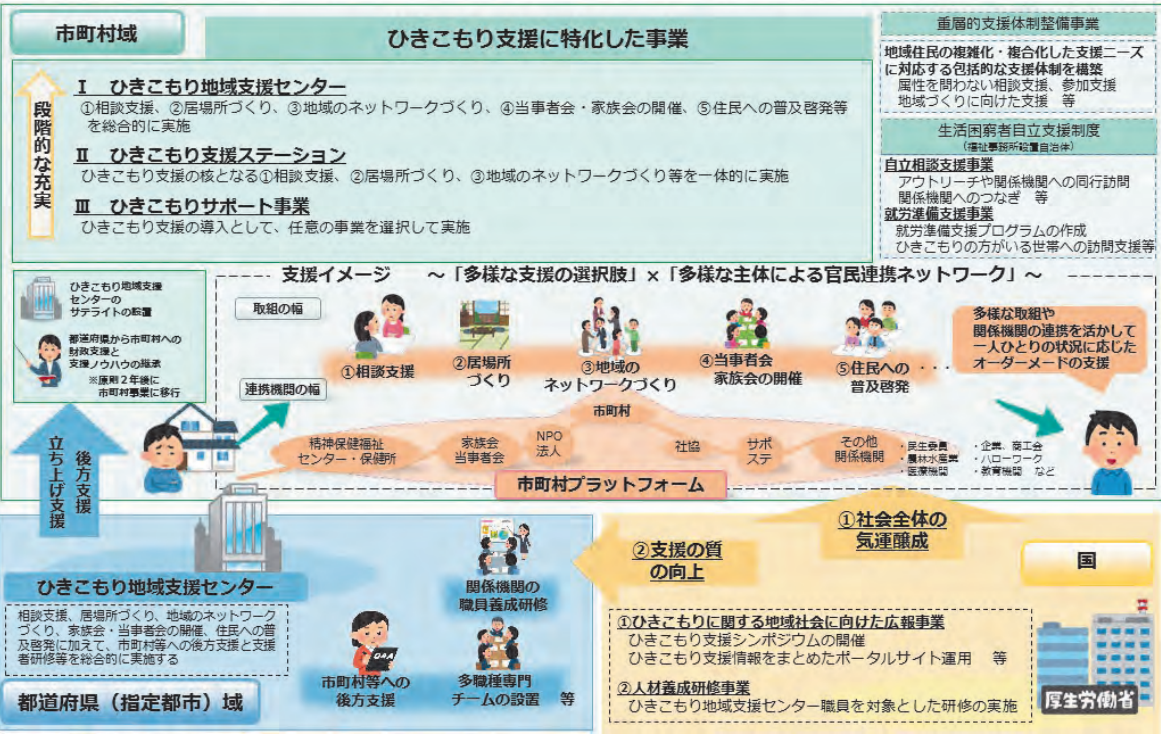 市町村域
ひきこもり支援に特化した事業
段階的な充実
Ⅰ ひきこもり地域支援センター
①相談支援、②居場所づくり、③地域のネットワークづくり、④当事者会・家族会の開催、⑤住民への普及啓発等
を総合的に実施
Ⅱ ひきこもり支援ステーション
ひきこもり支援の核となる①相談支援、②居場所づくり、③地域のネットワークづくり等を一体的に実施
Ⅲ ひきこもりサポート事業
ひきこもり支援の導入として、任意の事業を選択して実施
重層的支援体制整備事業
地域住民の複雑化・複合化した支援ニーズ
に対応する包括的な支援体制を構築
属性を問わない相談支援、参加支援
地域づくりに向けた支援 等
生活困窮者自立支援制度
(福祉事務所設置自治体)
自立相談支援事業
アウトリーチや関係機関への同行訪問
関係機関へのつなぎ 等
就労準備支援事業
就労準備支援プログラムの作成
ひきこもりの方がいる世帯への訪問支援等
ひきこもり地域支援
センターの
サテライトの設置
都道府県から市町村への
財政支援と
支援ノウハウの継承
※原則2年後に
市町村事業に移行
支援イメージ ～「多様な支援の選択肢」×「多様な主体による官民連携ネットワーク」～
取組の幅
①相談支援
②居場所
づくり
③地域の
ネットワークづくり
④当事者会
家族会の開催
⑤住民への
普及啓発
・・・
多様な取組や
関係機関の連携を活かして
一人ひとりの状況に応じた
オーダーメードの支援
連携機関の幅
市町村
精神保健福祉
センター・保健所
家族会
当事者会
NPO
法人
社協
サポ
ステ
その他
関係機関
・民生委員
・農林水産業
・医療機関
・企業、商工会
・ハローワーク
・教育機関 など
市町村プラットフォーム
立ち上げ支援
後方支援
ひきこもり地域支援センター
相談支援、居場所づくり、地域のネットワーク
づくり、家族会・当事者会の開催、住民への普
及啓発に加えて、市町村等への後方支援と支援
者研修等を総合的に実施する
都道府県（指定都市）域
関係機関の
職員養成研修
Q&A
市町村等への
後方支援
多職種専門
チームの設置 等
①社会全体の
気運醸成
②支援の質
の向上
国
①ひきこもりに関する地域社会に向けた広報事業
ひきこもり支援シンポジウムの開催
ひきこもり支援情報をまとめたポータルサイト運用 等
②人材養成研修事業
ひきこもり地域支援センター職員を対象とした研修の実施
厚生労働省